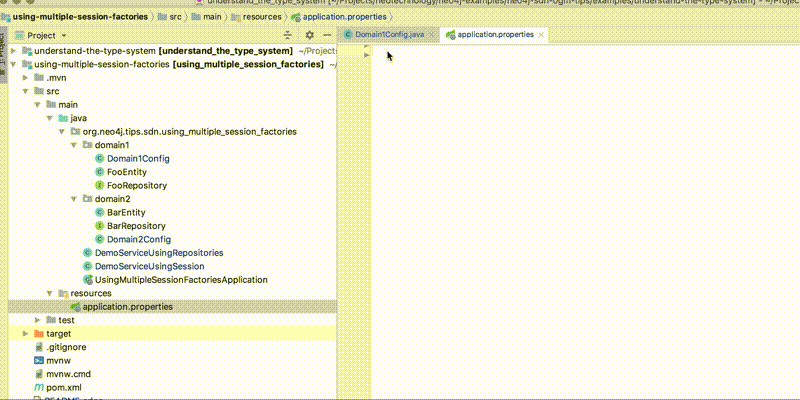 understand_the_type_system [~/Projects/neotechnology/neo4j-examples/neo4j-sdn-ogm-tips/examples/understand-the-type-system]
using-multiple-session-factories src main resources application.properties
Project Domain1Config.java application.properties
understand-the-type-system [understand_the_type_system] ~/Projects
using-multiple-session-factories [using_multiple_session_factories] ~/
.mvn
src
main
java
org.neo4j.tips.sdn.using_multiple_session_factories
domain1
Domain1Config
FooEntity
FooRepository
domain2
BarEntity
BarRepository
Domain2Config
DemoServiceUsingRepositories
DemoServiceUsingSession
UsingMultipleSessionFactoriesApplication
resources
application.properties
test
target
.gitignore
mvnw
mvnw.cmd
pom.xml
README.adoc